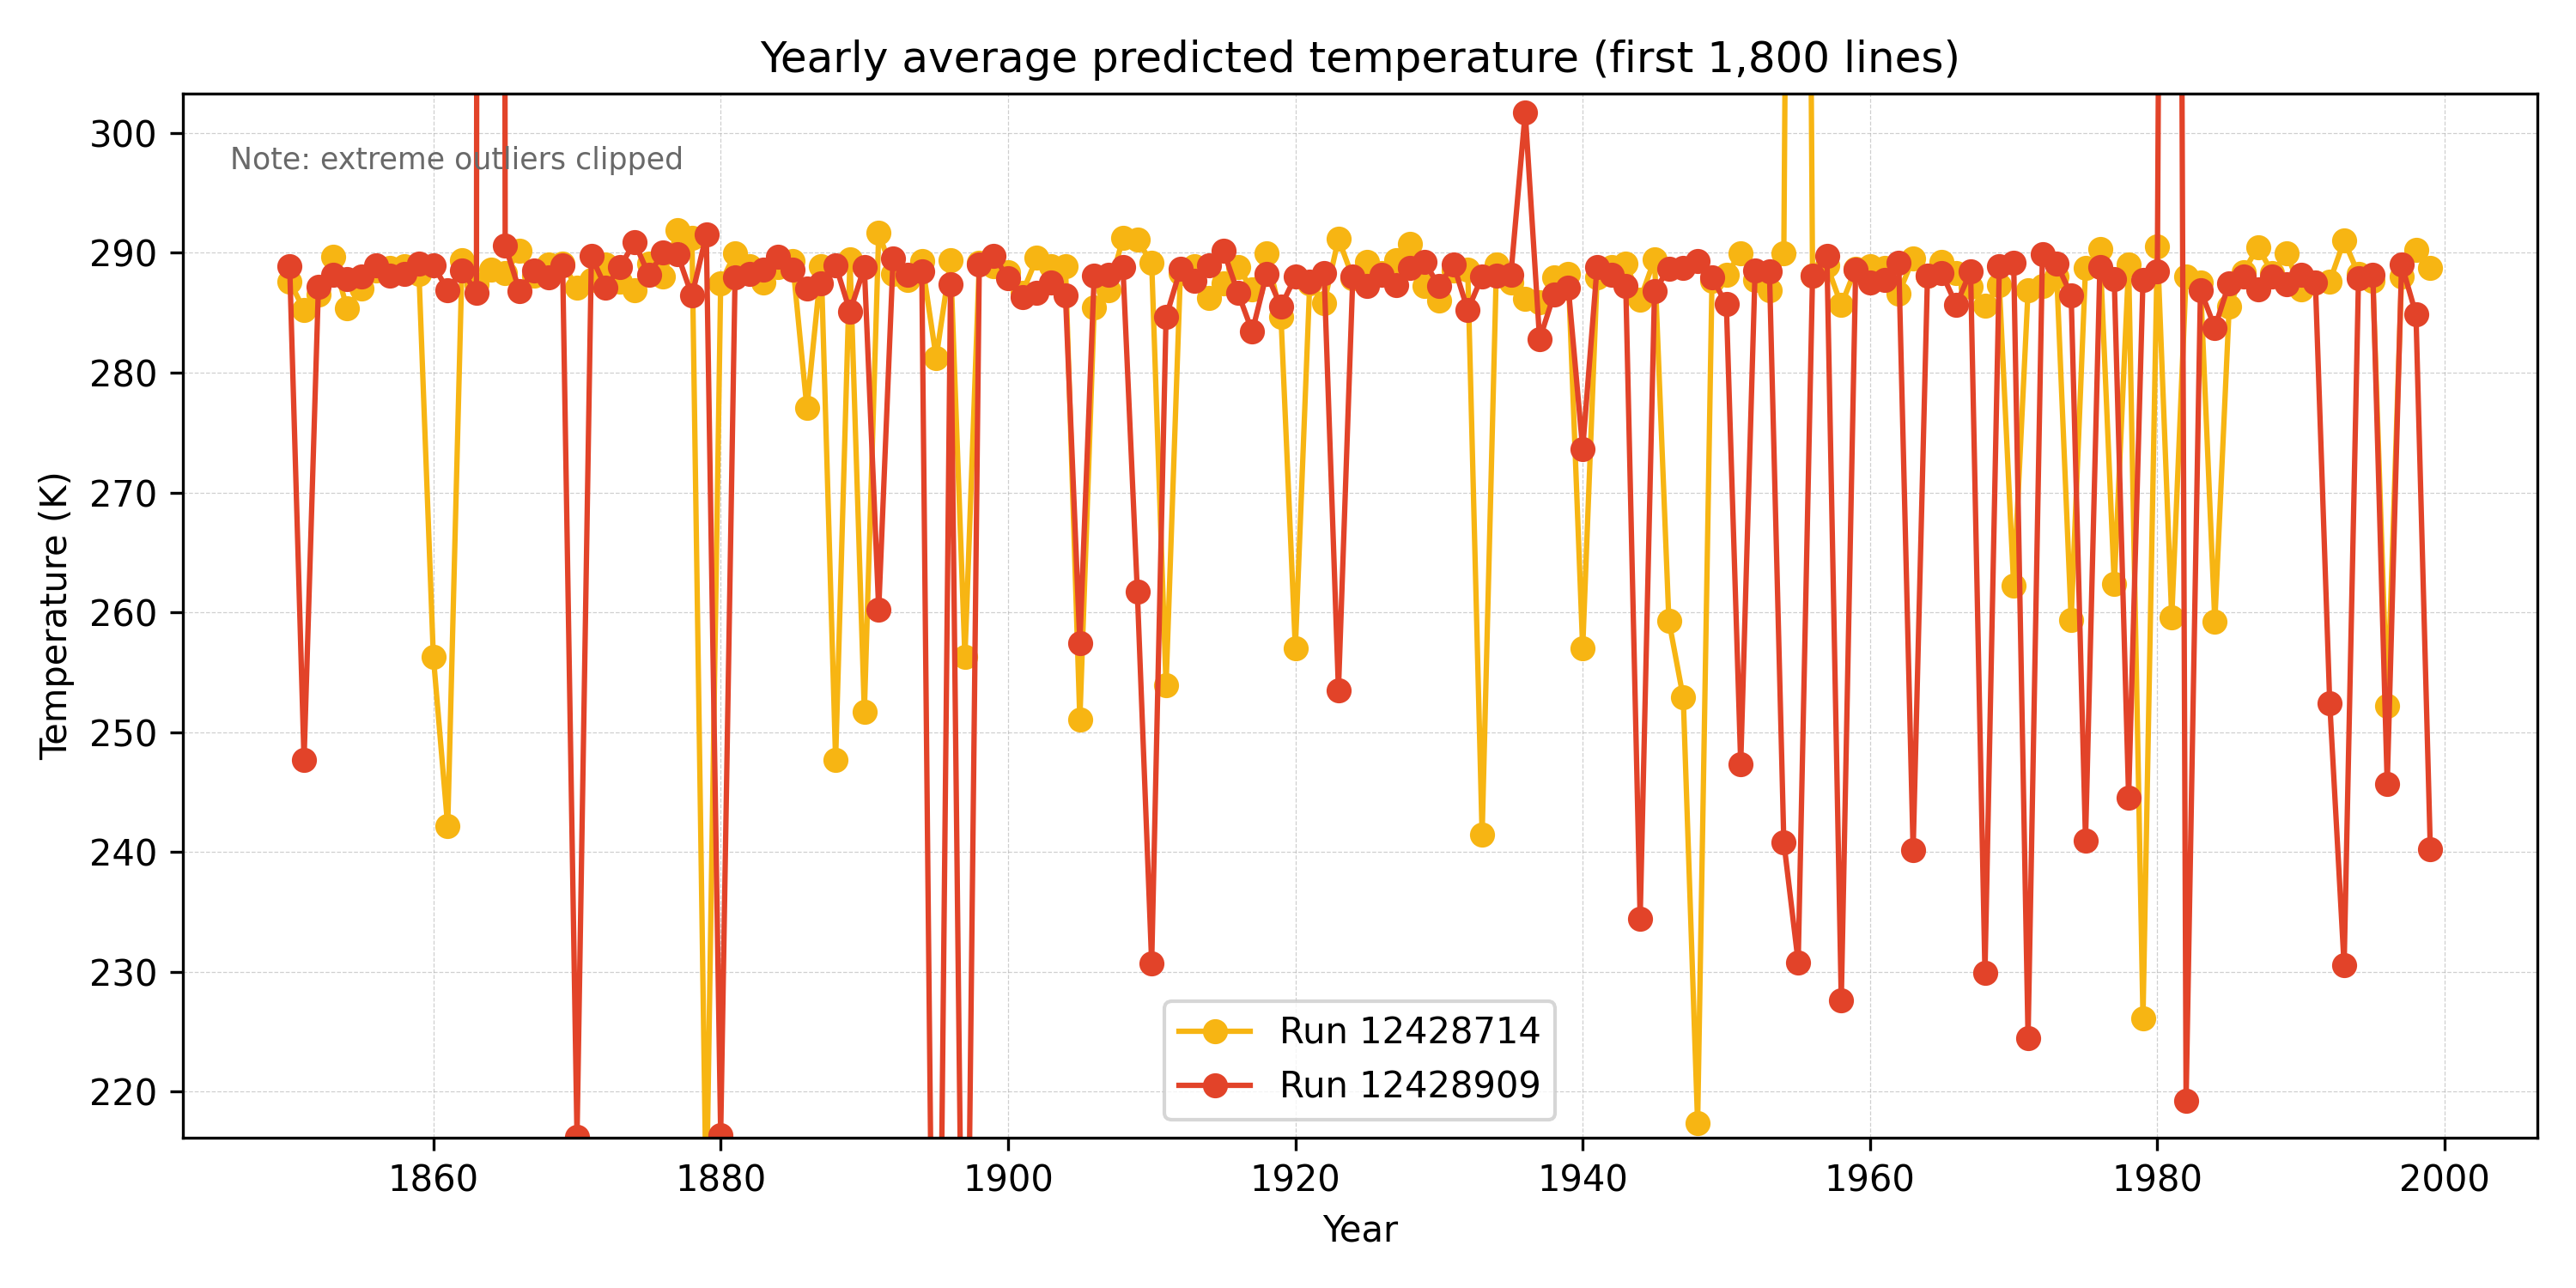 Yearly average predicted temperature (first 1,800 lines)
Note: extreme outliers clipped
Temperature (K)
300
290
280
270
260
250
240
230
220
Run 12428714
Run 12428909
1860 1880 1900 1920 1940 1960 1980 2000
Year